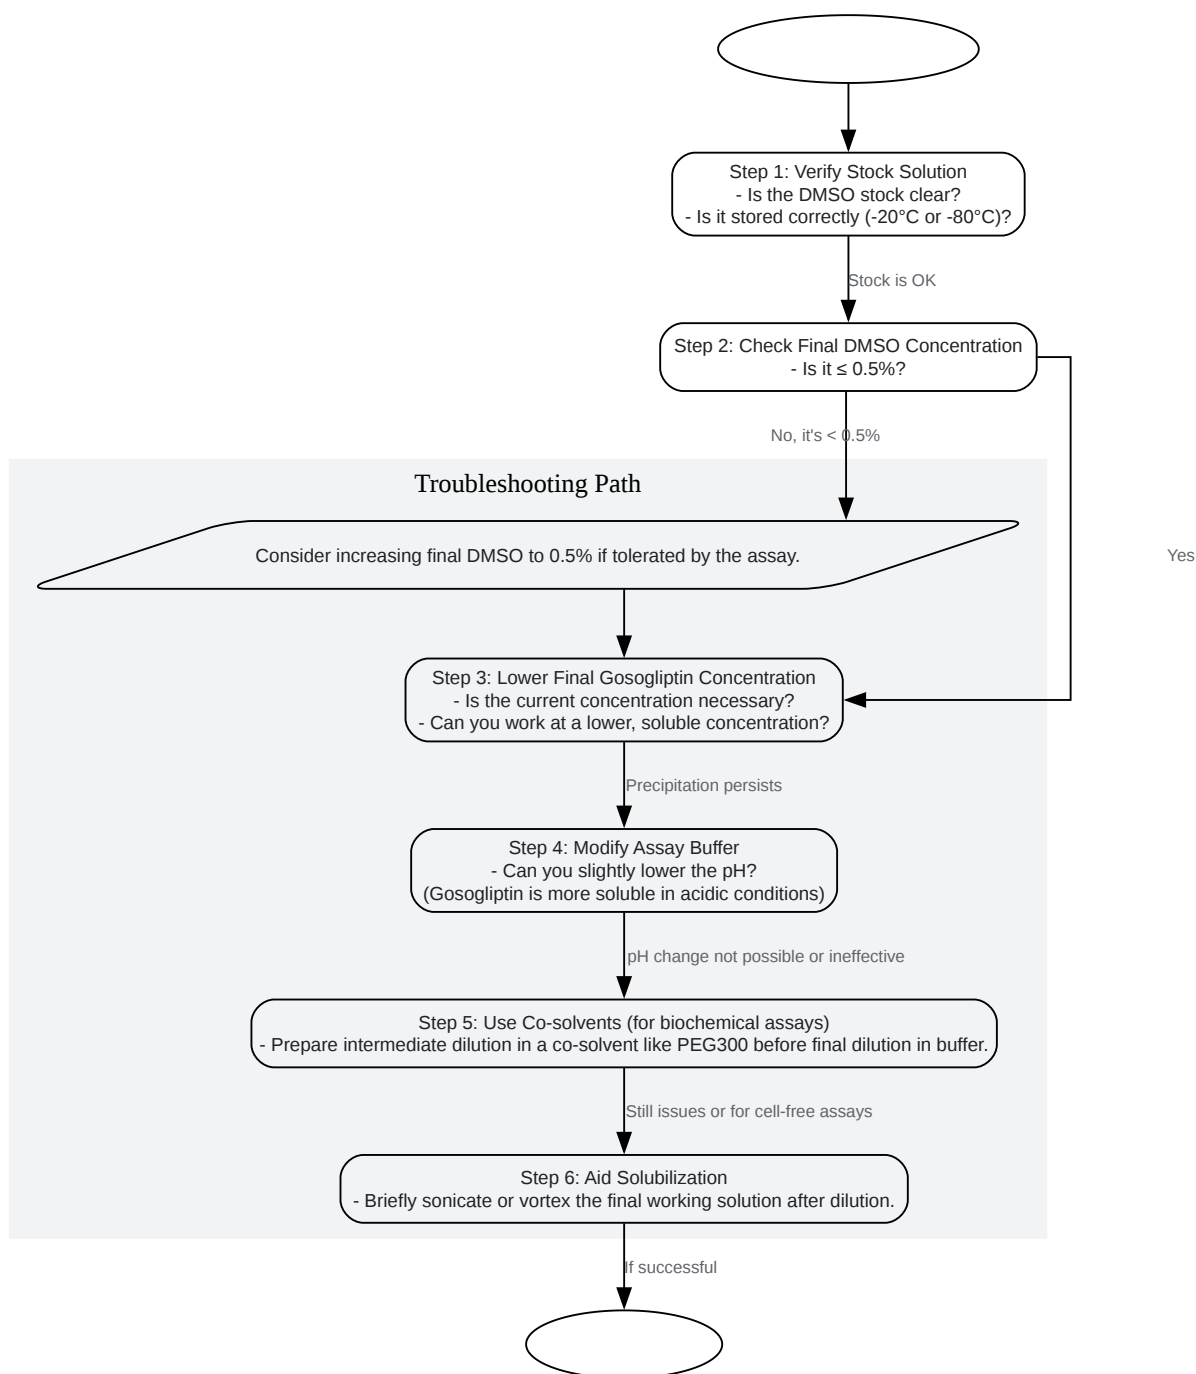 Step 1: Verify Stock Solution
- Is the DMSO stock clear?
- Is it stored correctly (-20°C or -80°C)?
Stock is OK
Step 2: Check Final DMSO Concentration
- Is it ≤ 0.5%?
No, it's < 0.5%
Troubleshooting Path
Consider increasing final DMSO to 0.5% if tolerated by the assay.
Yes
Step 3: Lower Final Gosogliptin Concentration
- Is the current concentration necessary?
- Can you work at a lower, soluble concentration?
Precipitation persists
Step 4: Modify Assay Buffer
- Can you slightly lower the pH?
(Gosogliptin is more soluble in acidic conditions)
pH change not possible or ineffective
Step 5: Use Co-solvents (for biochemical assays)
- Prepare intermediate dilution in a co-solvent like PEG300 before final dilution in buffer.
Still issues or for cell-free assays
Step 6: Aid Solubilization
- Briefly sonicate or vortex the final working solution after dilution.
If successful